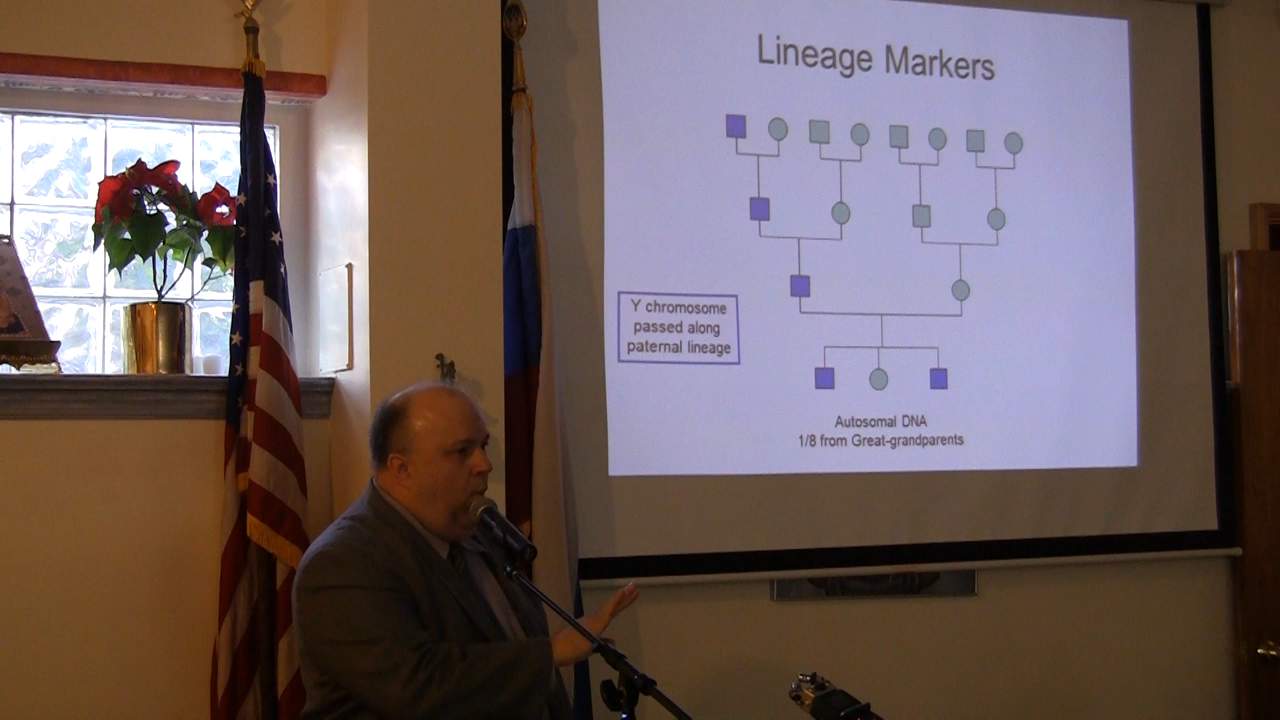 Lineage Markers
Y chromosome
passed along
paternal lineage
Autosomal DNA
1/8 from Great-grandparents